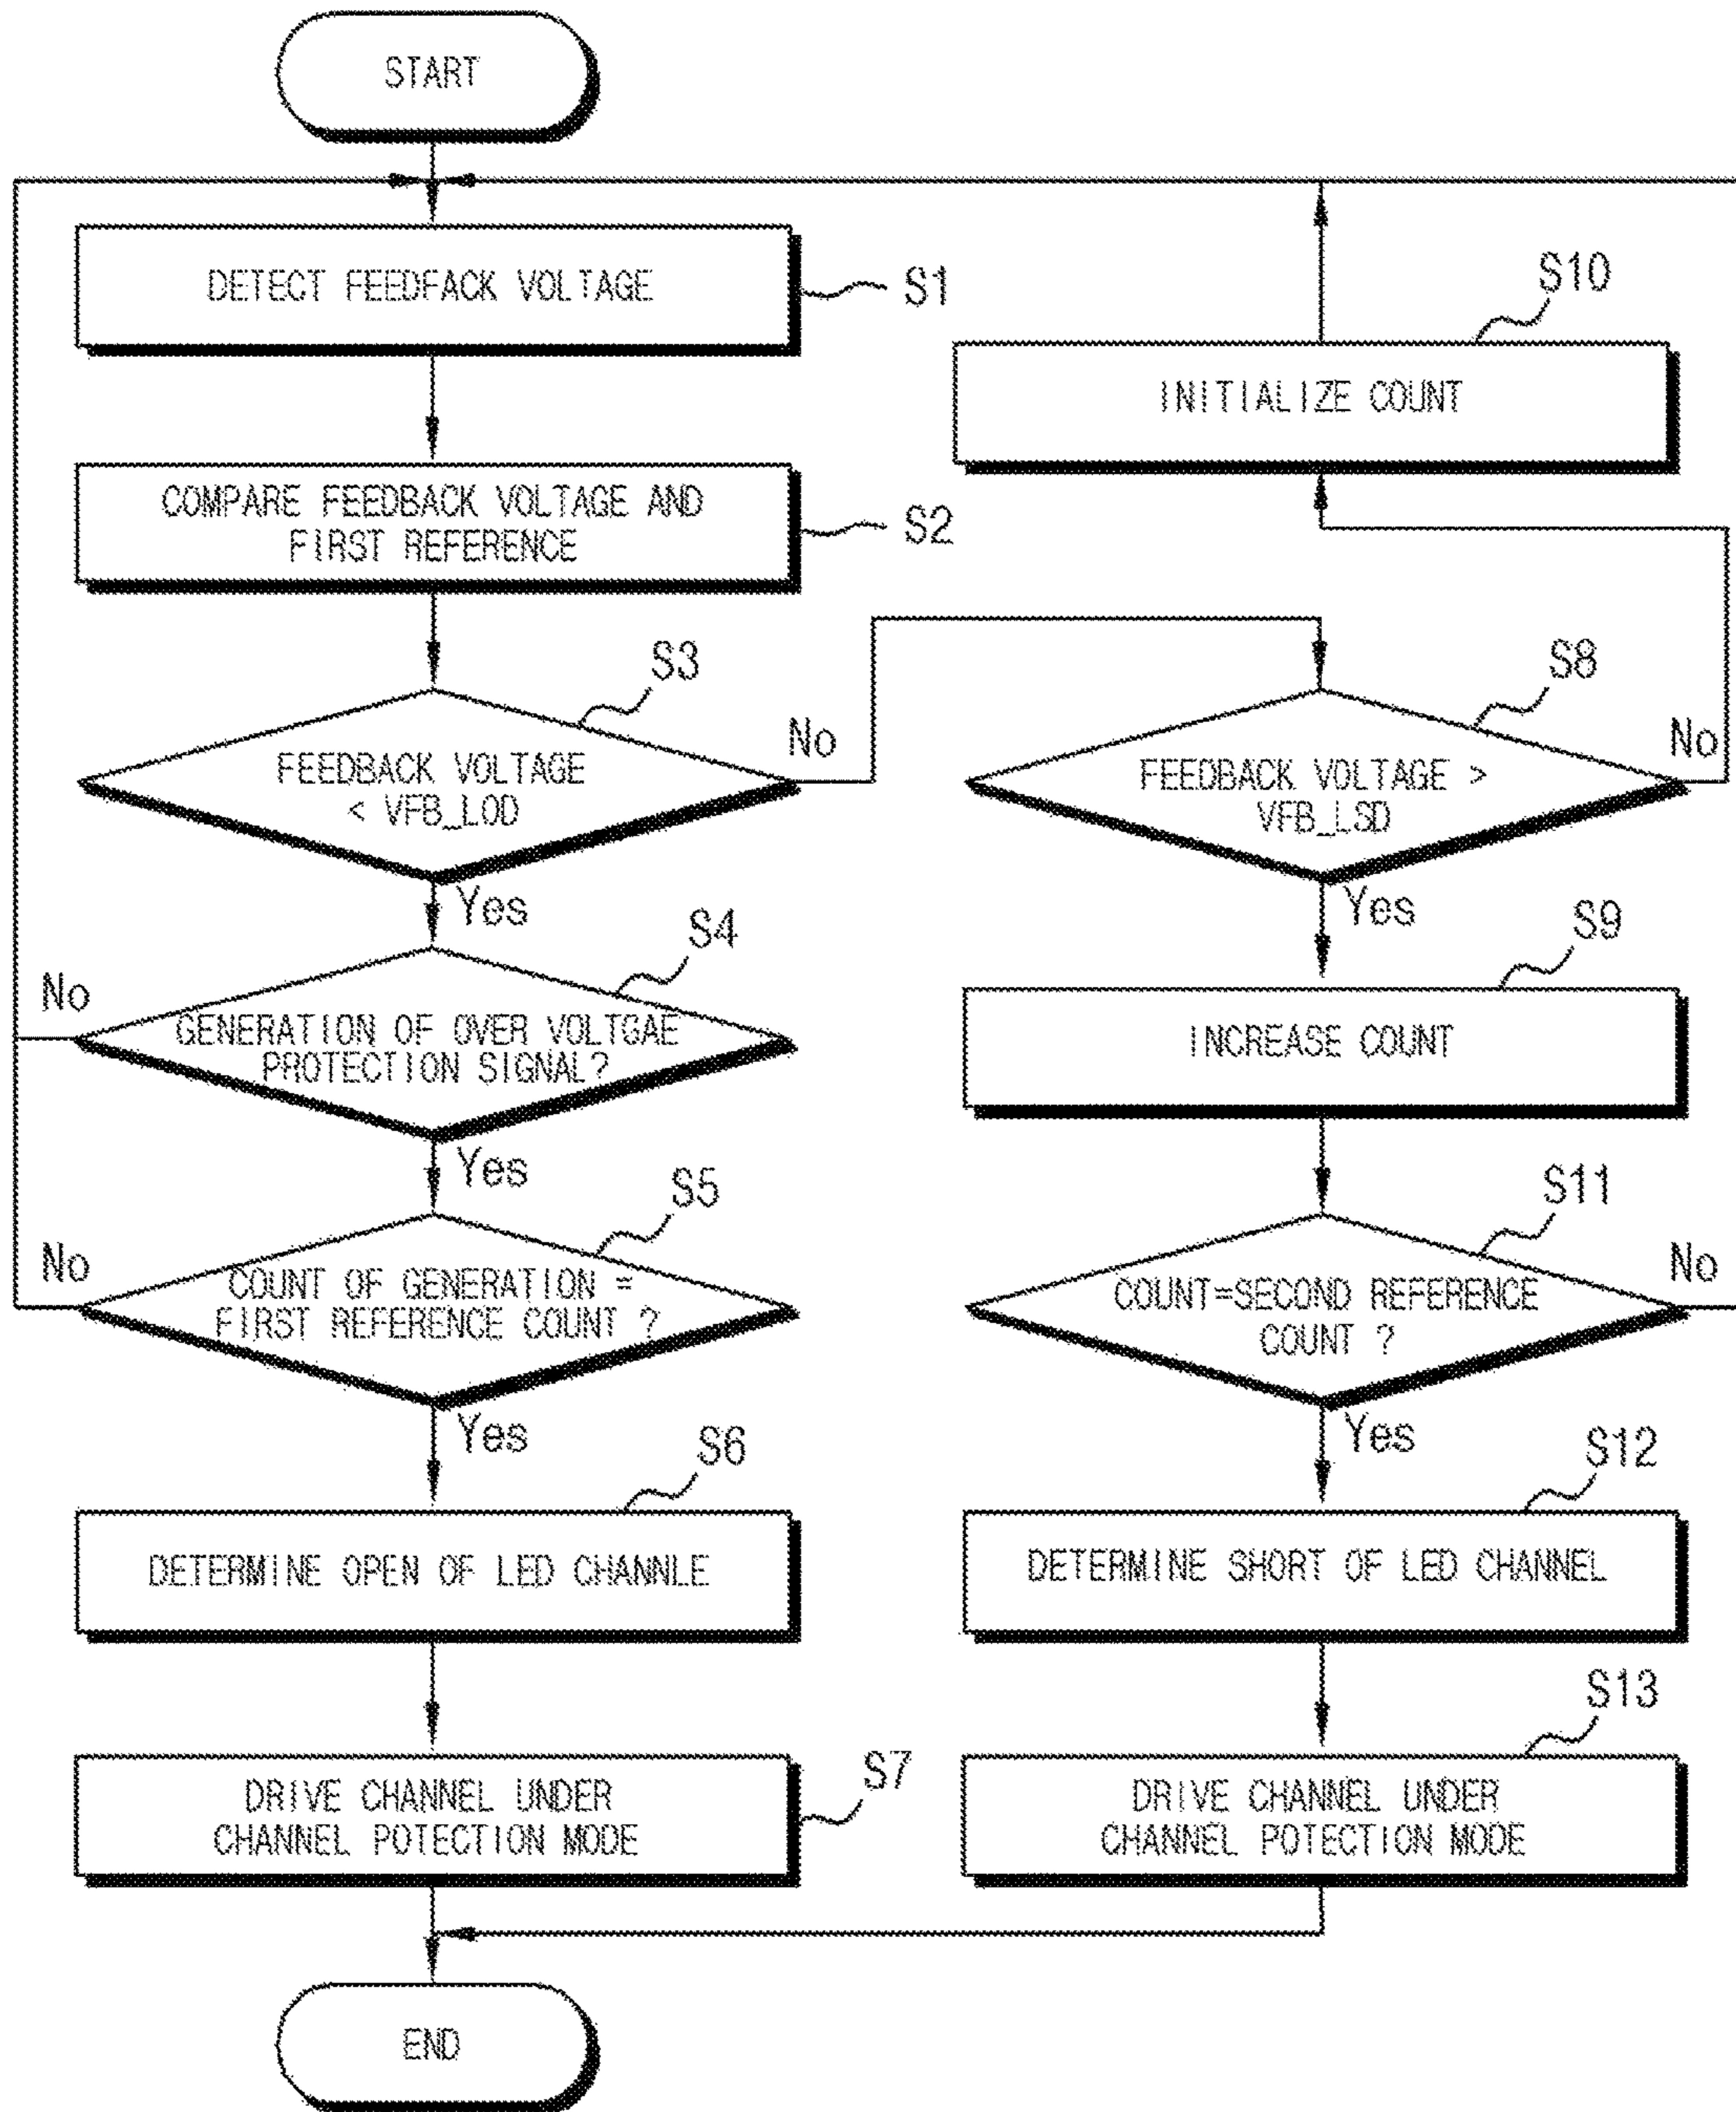 START
DETECT FEEDFACK VOLTAGE
S1
COMPARE FEEDBACK VOLTAGE AND
FIRST REFERENCE
S2
S3
FEEDBACK VOLTAGE
< VFB_LOD
No
Yes
S4
GENERATION OF OVER VOLTGAE
PROTECTION SIGNAL?
No
Yes
S5
COUNT OF GENERATION =
FIRST REFERENCE COUNT ?
No
Yes
S6
DETERMINE OPEN OF LED CHANNLE
S7
DRIVE CHANNEL UNDER
CHANNEL POTECTION MODE
S10
INITIALIZE COUNT
S8
FEEDBACK VOLTAGE >
VFB_LSD
No
Yes
S9
INCREASE COUNT
S11
COUNT=SECOND REFERENCE
COUNT ?
No
Yes
S12
DETERMINE SHORT OF LED CHANNEL
S13
DRIVE CHANNEL UNDER
CHANNEL POTECTION MODE
END